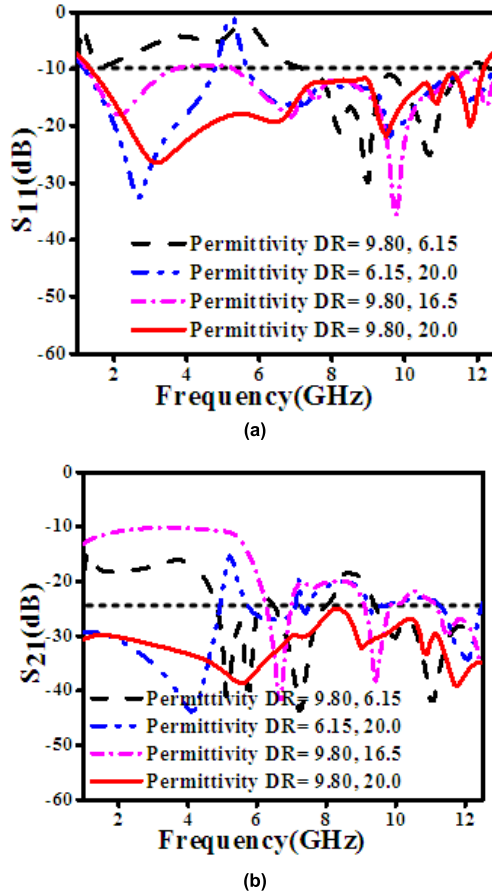 0
-10
-20
-30
-40
-50
-60
S11(dB)
Permittivity DR= 9.80, 6.15
Permittivity DR= 6.15, 20.0
Permittivity DR= 9.80, 16.5
Permittivity DR= 9.80, 20.0
2 4 6 8 10 12
Frequency(GHz)
(a)
0
-10
-20
-30
-40
-50
-60
S21(dB)
Permittivity DR= 9.80, 6.15
Permittivity DR= 6.15, 20.0
Permittivity DR= 9.80, 16.5
Permittivity DR= 9.80, 20.0
2 4 6 8 10 12
Frequency(GHz)
(b)